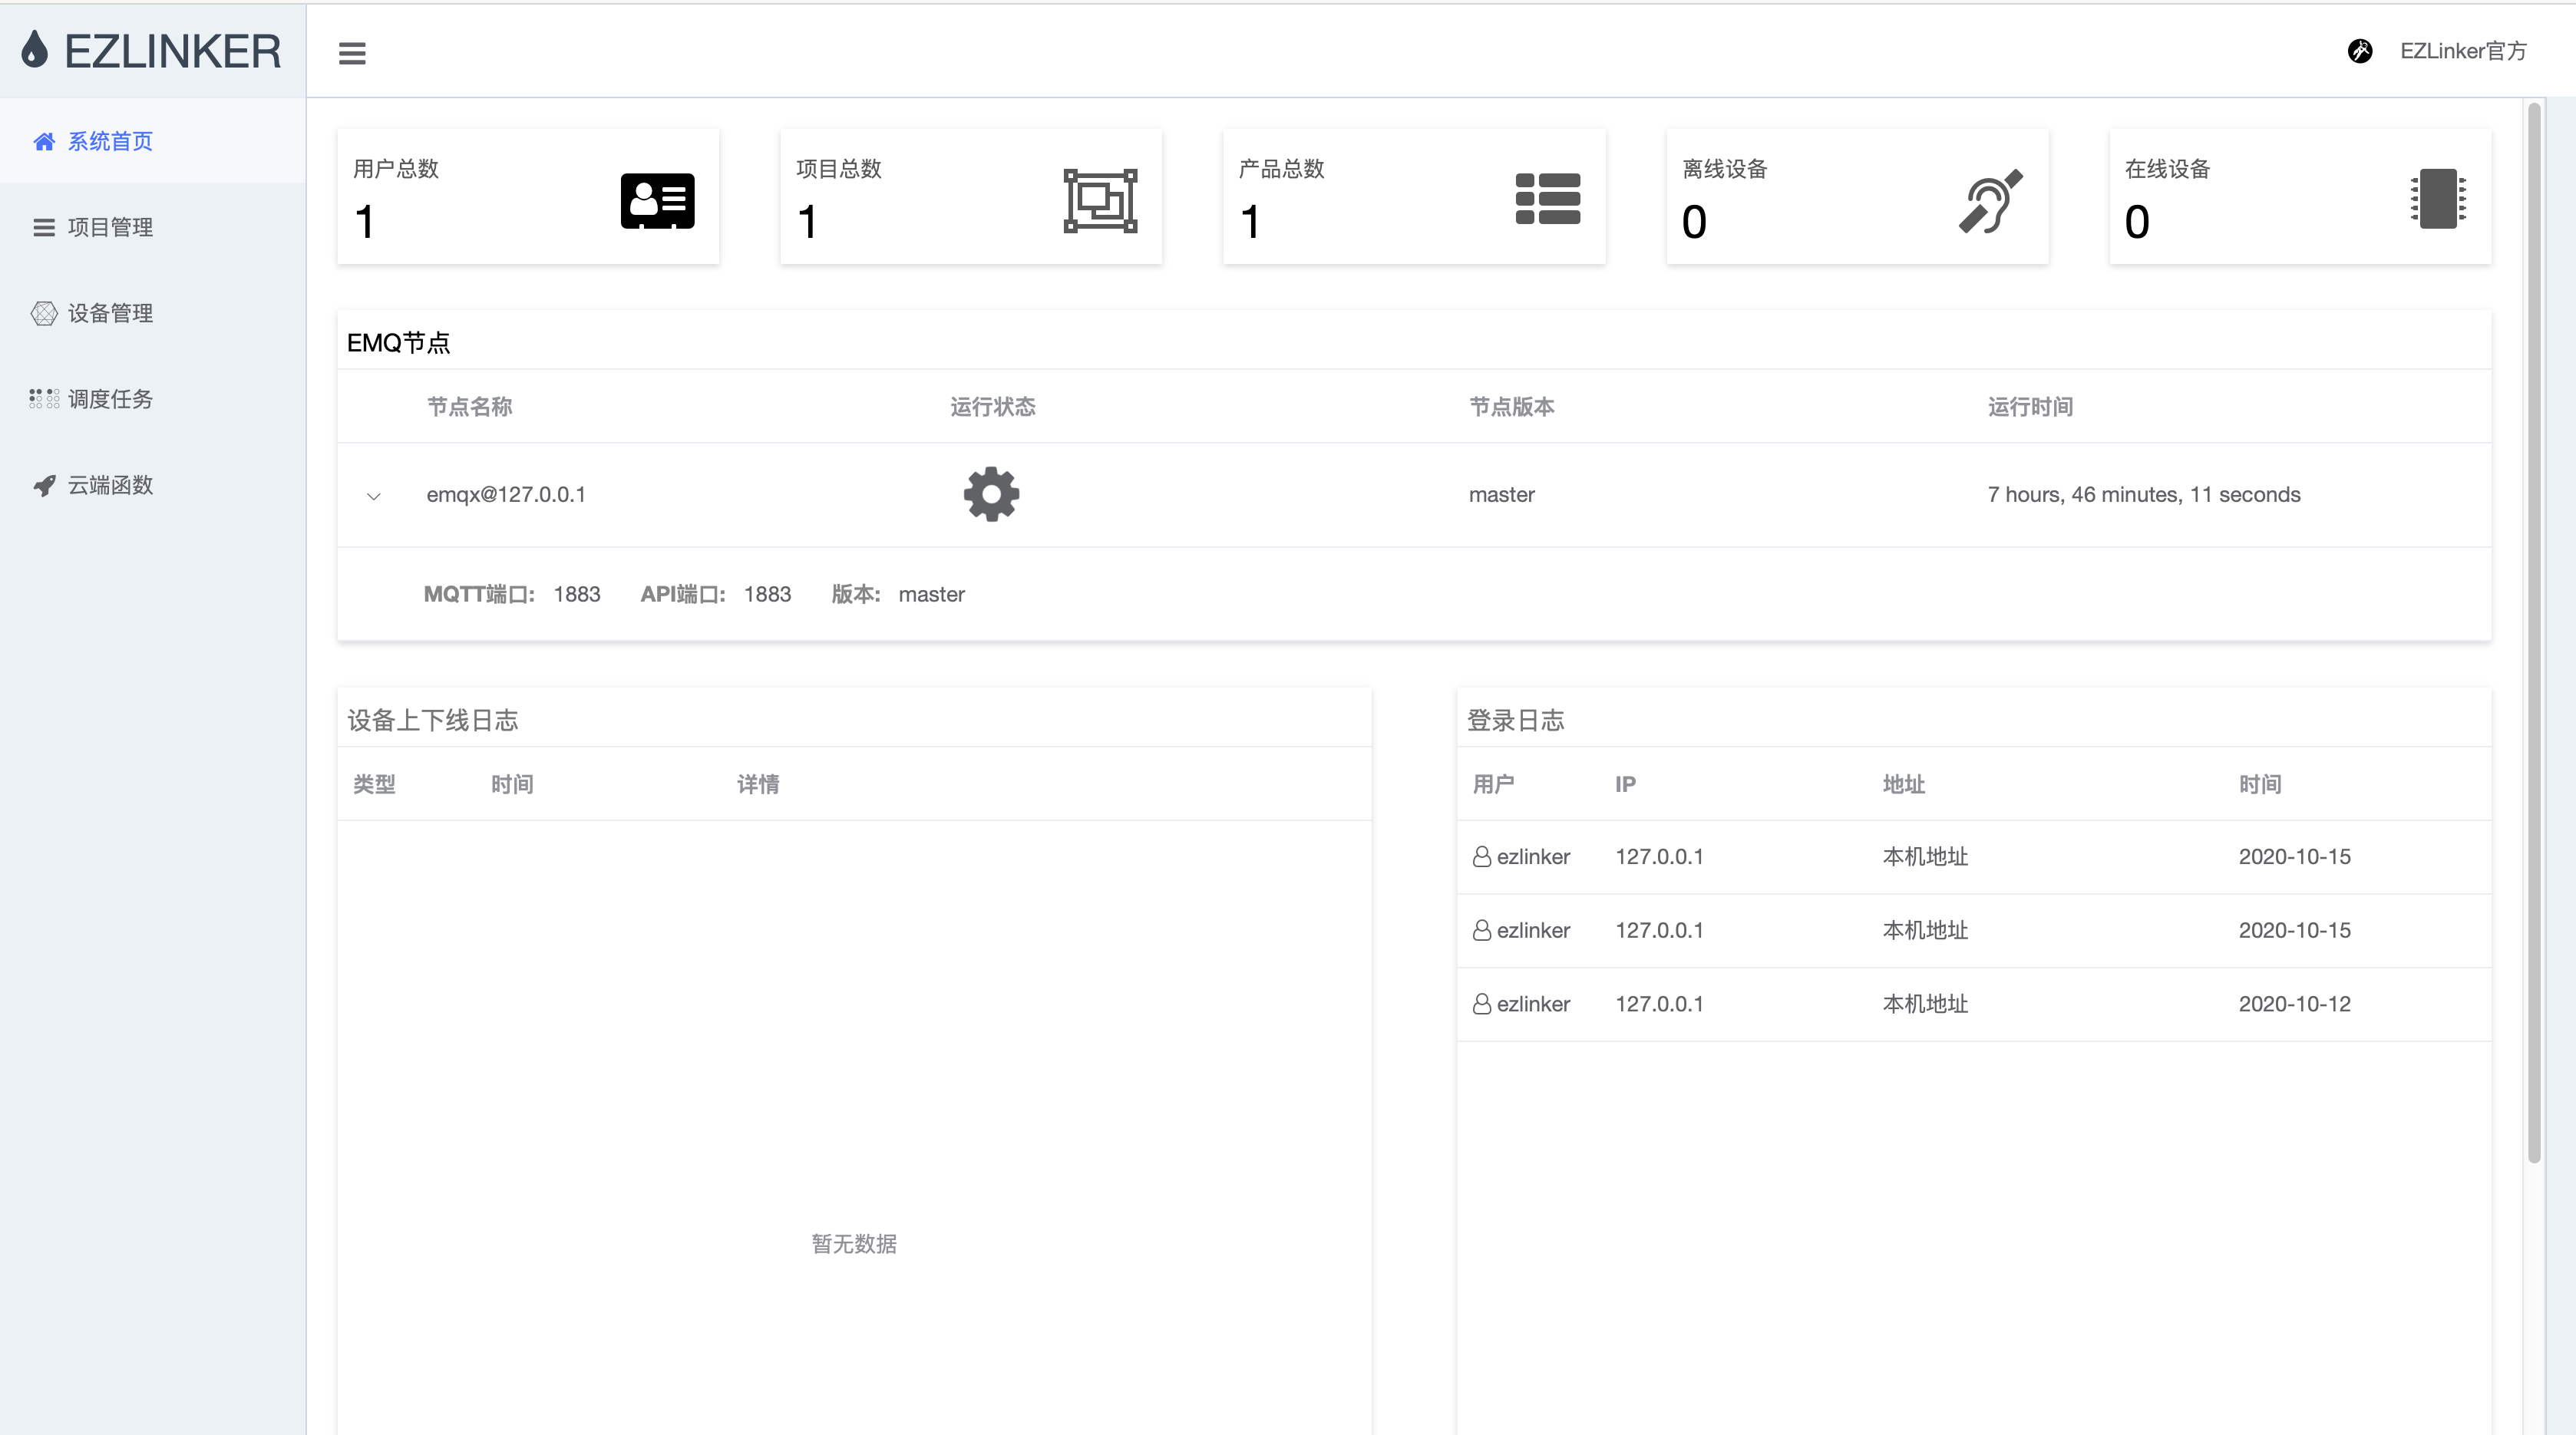 EZLINKER
EZLinker官方
系统首页
项目管理
设备管理
调度任务
云端函数
用户总数
1
项目总数
1
产品总数
1
离线设备
0
在线设备
0
EMQ节点
节点名称 运行状态 节点版本 运行时间
emqx@127.0.0.1 master 7 hours, 46 minutes, 11 seconds
MQTT端口: 1883 API端口: 1883 版本: master
设备上下线日志
类型 时间 详情
暂无数据
登录日志
用户 IP 地址 时间
ezlinker 127.0.0.1 本机地址 2020-10-15
ezlinker 127.0.0.1 本机地址 2020-10-15
ezlinker 127.0.0.1 本机地址 2020-10-12